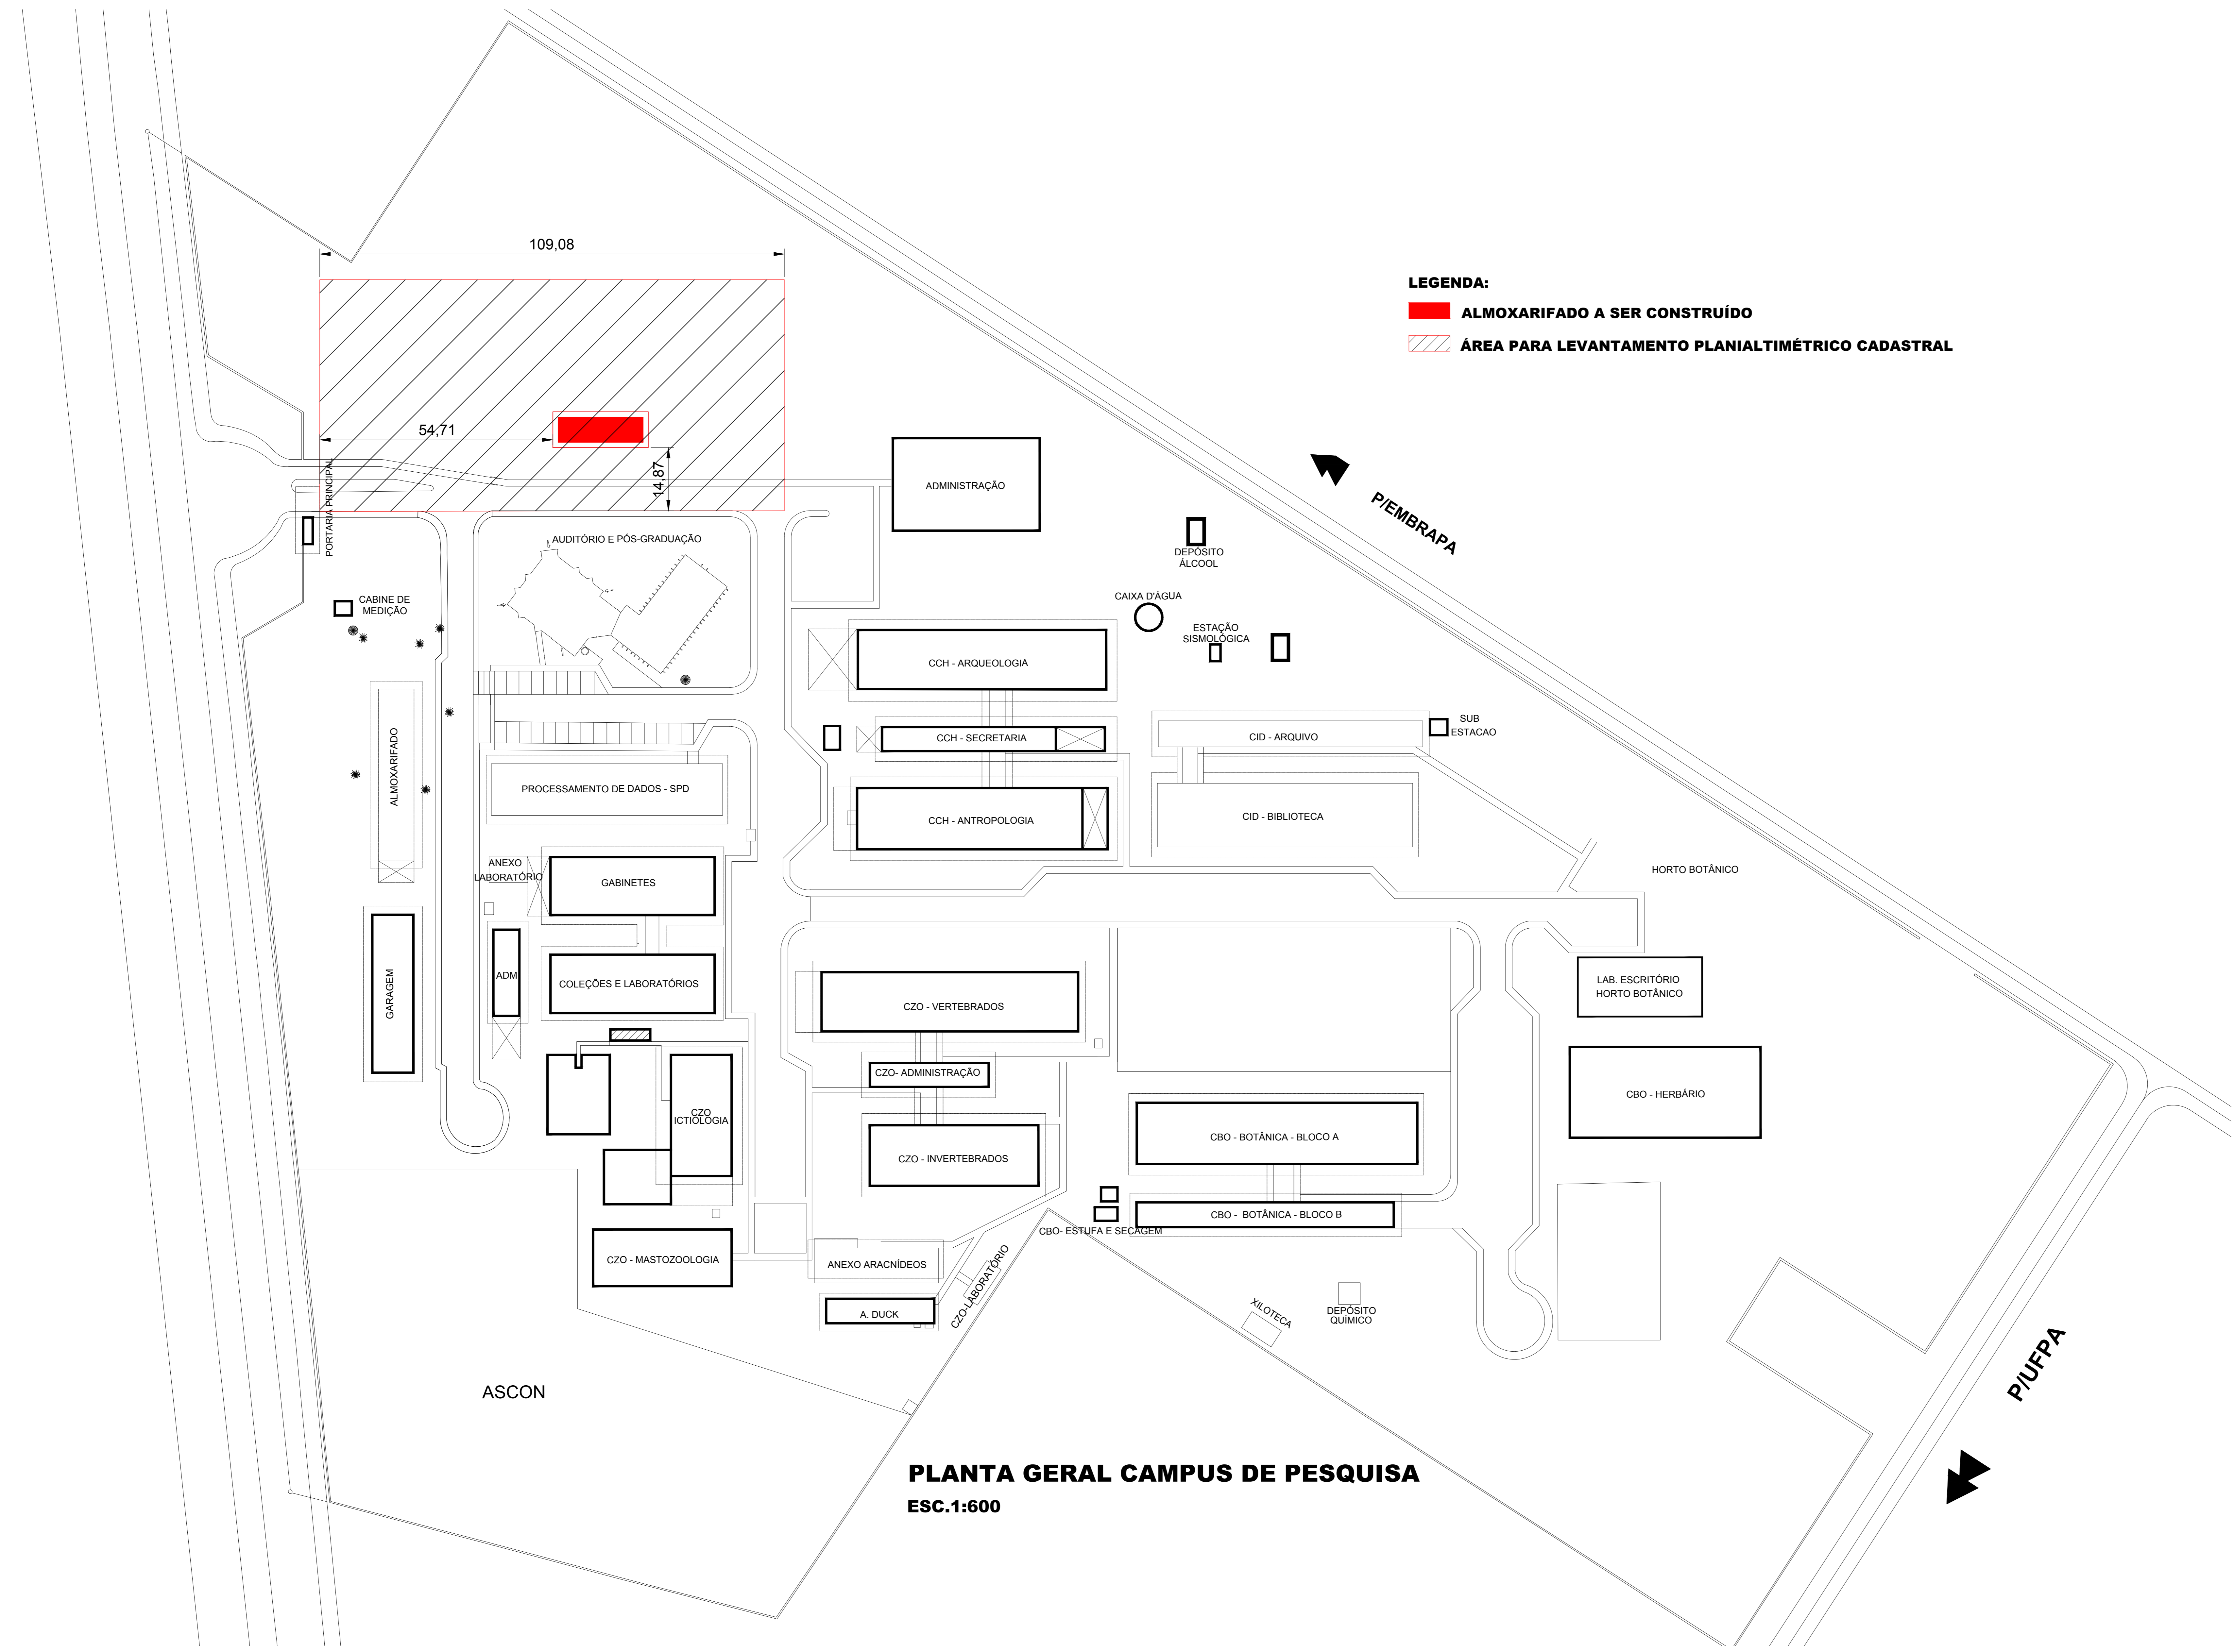 109,08
LEGENDA:
ALMOXARIFADO A SER CONSTRUÍDO
ÁREA PARA LEVANTAMENTO PLANIALTIMÉTRICO CADASTRAL
54,71
14,87
PORTARIA PRINCIPAL
ADMINISTRAÇÃO
P/EMBRAPA
AUDITÓRIO E PÓS-GRADUAÇÃO
DEPÓSITO
ÁLCOOL
CABINE DE
MEDIÇÃO
CAIXA D'ÁGUA
ESTAÇÃO
SISMOLÓGICA
CCH - ARQUEOLOGIA
ALMOXARIFADO
CCH - SECRETARIA
CID - ARQUIVO
SUB
ESTACAO
PROCESSAMENTO DE DADOS - SPD
CCH - ANTROPOLOGIA
CID - BIBLIOTECA
ANEXO
LABORATÓRIO
GABINETES
HORTO BOTÂNICO
GARAGEM
ADM
COLEÇÕES E LABORATÓRIOS
CZO - VERTEBRADOS
LAB. ESCRITÓRIO
HORTO BOTÂNICO
CZO- ADMINISTRAÇÃO
CBO - HERBÁRIO
CZO
ICTIOLOGIA
CZO - INVERTEBRADOS
CBO - BOTÂNICA - BLOCO A
CBO - BOTÂNICA - BLOCO B
CBO- ESTUFA E SECAGEM
CZO - MASTOZOOLOGIA
ANEXO ARACNÍDEOS
CZO-LABORATÓRIO
A. DUCK
XILOTECA
DEPÓSITO
QUÍMICO
P/UFPA
ASCON
PLANTA GERAL CAMPUS DE PESQUISA
ESC.1:600